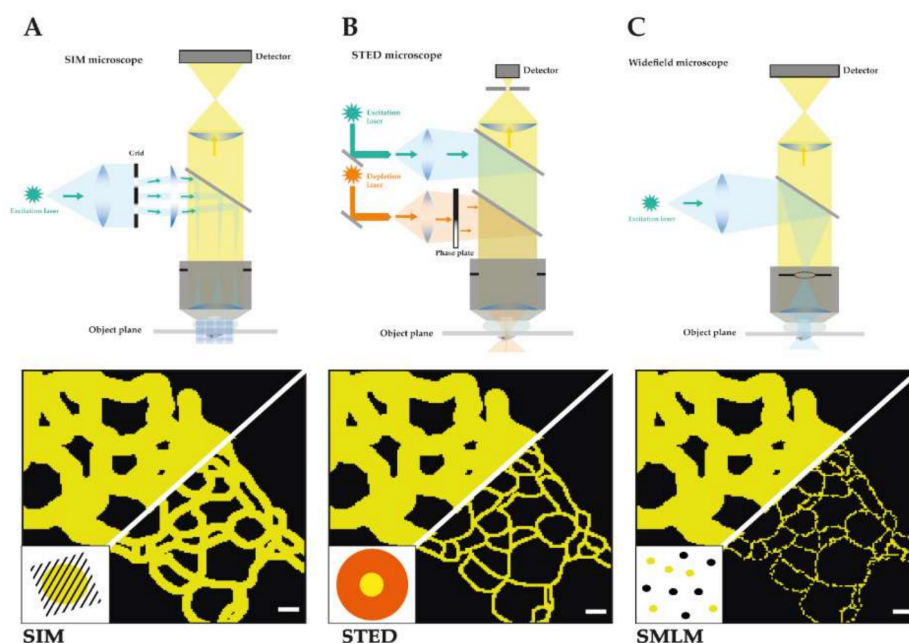 A
B
C
SIM microscope
STED microscope
Widefield microscope
Detector
Detector
Detector
Excitation
laser
Grid
Depletion
laser
Excitation laser
Excitation laser
Phase plate
Object plane
Object plane
Object plane
SIM
STED
SMLM